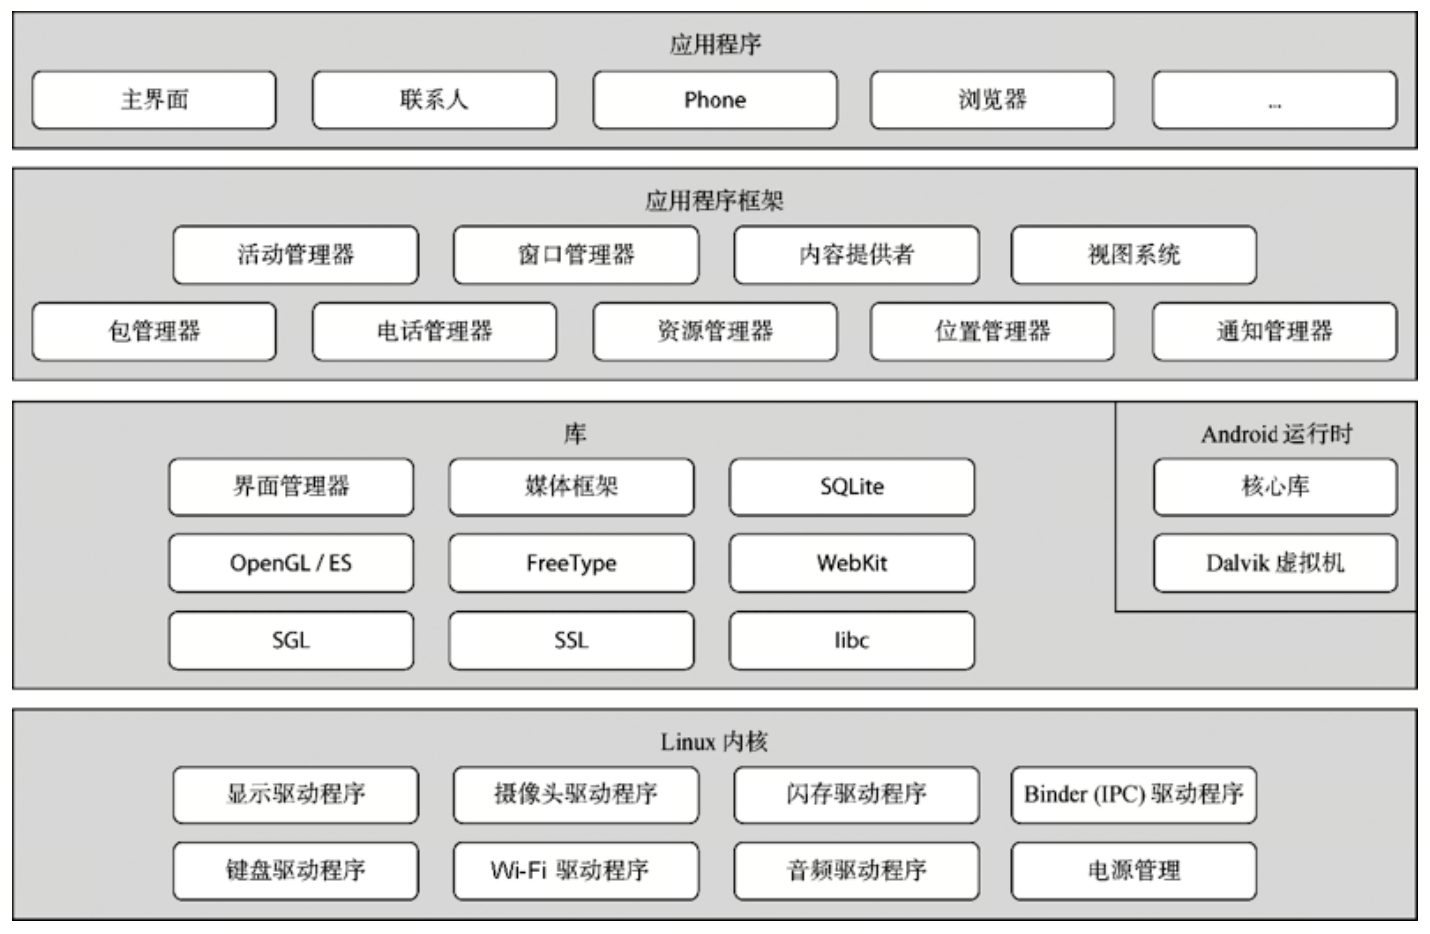 应用程序
主界面
联系人
Phone
浏览器
...
应用程序框架
活动管理器
窗口管理器
内容提供者
视图系统
包管理器
电话管理器
资源管理器
位置管理器
通知管理器
库
界面管理器
媒体框架
SQLite
OpenGL / ES
FreeType
WebKit
SGL
SSL
libc
Android 运行时
核心库
Dalvik 虚拟机
Linux 内核
显示驱动程序
摄像头驱动程序
闪存驱动程序
Binder (IPC) 驱动程序
键盘驱动程序
Wi-Fi 驱动程序
音频驱动程序
电源管理